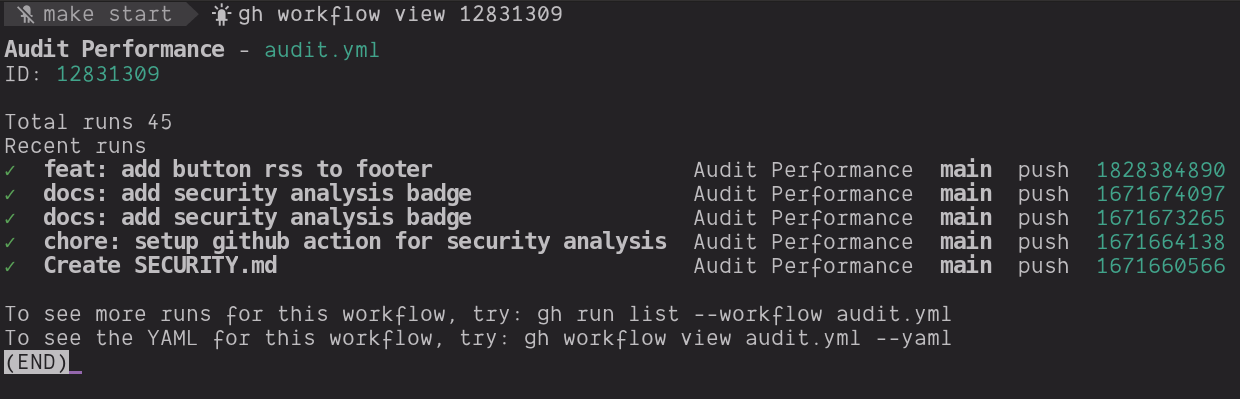 make start gh workflow view 12831309
Audit Performance - audit.yml
ID: 12831309
Total runs 45
Recent runs
✓ feat: add button rss to footer Audit Performance main push 1828384890
✓ docs: add security analysis badge Audit Performance main push 1671674097
✓ docs: add security analysis badge Audit Performance main push 1671673265
✓ chore: setup github action for security analysis Audit Performance main push 1671664138
✓ Create SECURITY.md Audit Performance main push 1671660566
To see more runs for this workflow, try: gh run list --workflow audit.yml
To see the YAML for this workflow, try: gh workflow view audit.yml --yaml
(END)